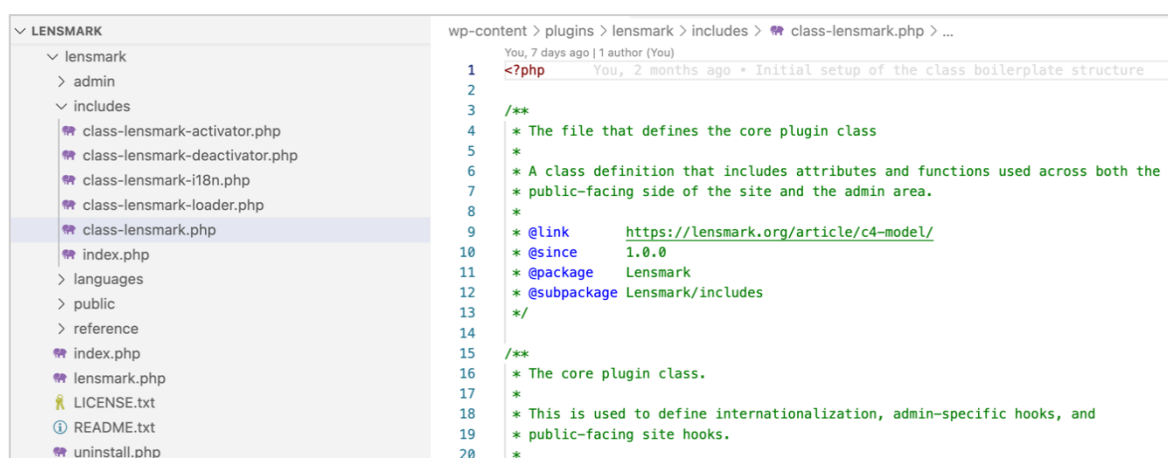 LENSMARK
lensmark
admin
includes
class-lensmark-activator.php
class-lensmark-deactivator.php
class-lensmark-i18n.php
class-lensmark-loader.php
class-lensmark.php
index.php
languages
public
reference
index.php
lensmark.php
LICENSE.txt
README.txt
uninstall.php
wp-content > plugins > lensmark > includes > class-lensmark.php > ...
You, 7 days ago | 1 author (You)
1 <?php You, 2 months ago • Initial setup of the class boilerplate structure
2
3 /**
4 * The file that defines the core plugin class
5 *
6 * A class definition that includes attributes and functions used across both the
7 * public-facing side of the site and the admin area.
8 *
9 * @link https://lensmark.org/article/c4-model/
10 * @since 1.0.0
11 * @package Lensmark
12 * @subpackage Lensmark/includes
13 */
14
15 /**
16 * The core plugin class.
17 *
18 * This is used to define internationalization, admin-specific hooks, and
19 * public-facing site hooks.
20 *